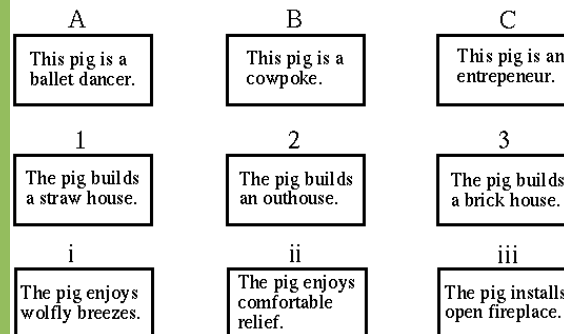 A B C
This pig is a
ballet dancer.
This pig is a
cowpoke.
This pig is an
entrepeneur.
1 2 3
The pig builds
a straw house.
The pig builds
an outhouse.
The pig builds
a brick house.
i ii iii
The pig enjoys
wolfly breezes.
The pig enjoys
comfortable
relief.
The pig installs
open fireplace.